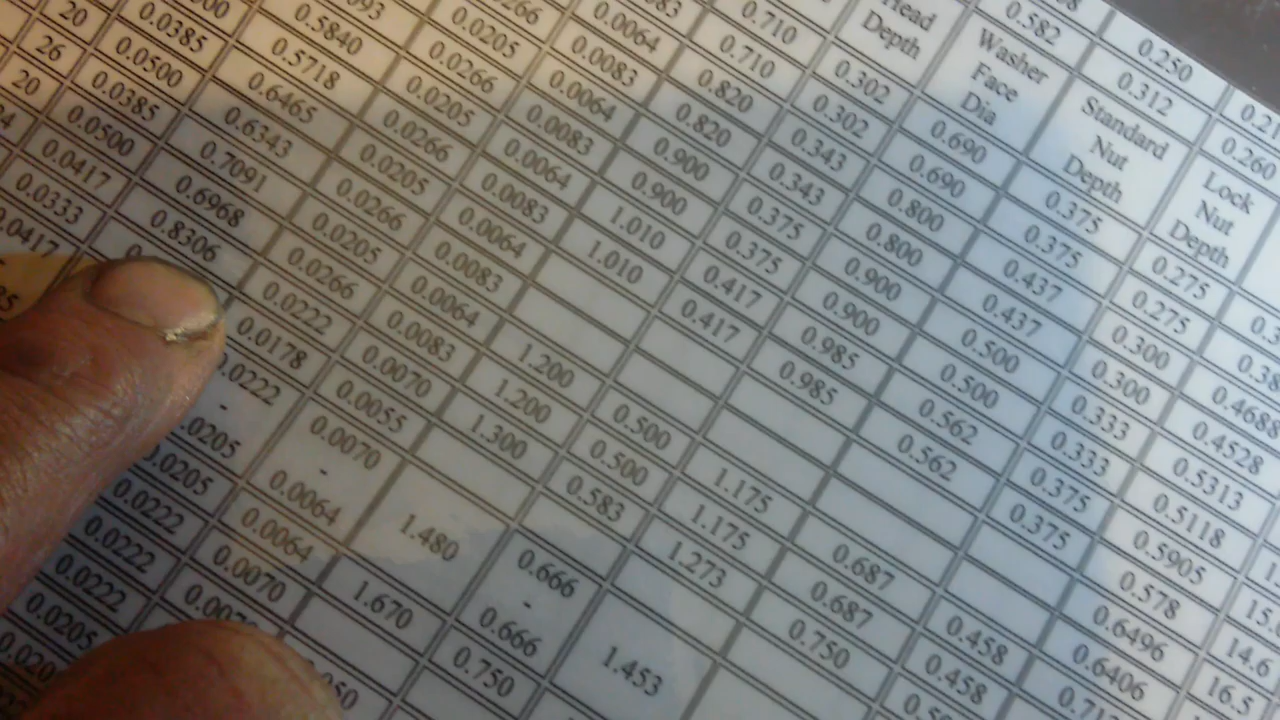 0.250
0.582 0.312 0.260
Head
Depth
Washer
Face
Dia
Standard
Nut
Depth
Lock
Nut
Depth
0.710 0.302 0.690 0.375 0.275
0.710 0.302 0.690 0.375 0.275
0.820 0.343 0.800 0.437 0.300 0.4688
0.0064 0.820 0.343 0.800 0.437 0.300 0.4528
0.0083 0.900 0.375 0.900 0.500 0.333 0.5313
0.0205 0.0064 0.900 0.375 0.900 0.500 0.333 0.5118
0.0266 0.0083 1.010 0.417 0.985 0.562 0.375 0.5905
0.5840 0.0205 0.0064 1.010 0.417 0.985 0.562 0.375 0.578
0.5718 0.0266 0.0083 0.6496 14.6
0.0385 0.6465 0.0205 0.0064 0.6406 16.5
20 0.0500 0.6343 0.0266 0.0083 1.200 0.500 1.175 0.687 0.458
26 0.0385 0.7091 0.0205 0.0064 1.200 0.500 1.175 0.687 0.458
20 0.0500 0.6968 0.0266 0.0083 1.300 0.583 1.273 0.750
0.0417 0.8306 0.0222 0.0070
0.0333 0.0178 0.0055 1.480 0.666 1.453
0.0417 0.0222 0.0070 -
- - 0.666
.0205 0.0064 1.670 0.750
0.0205 0.0064
0.0222 0.0070
0.0222
0.0222
0.0205